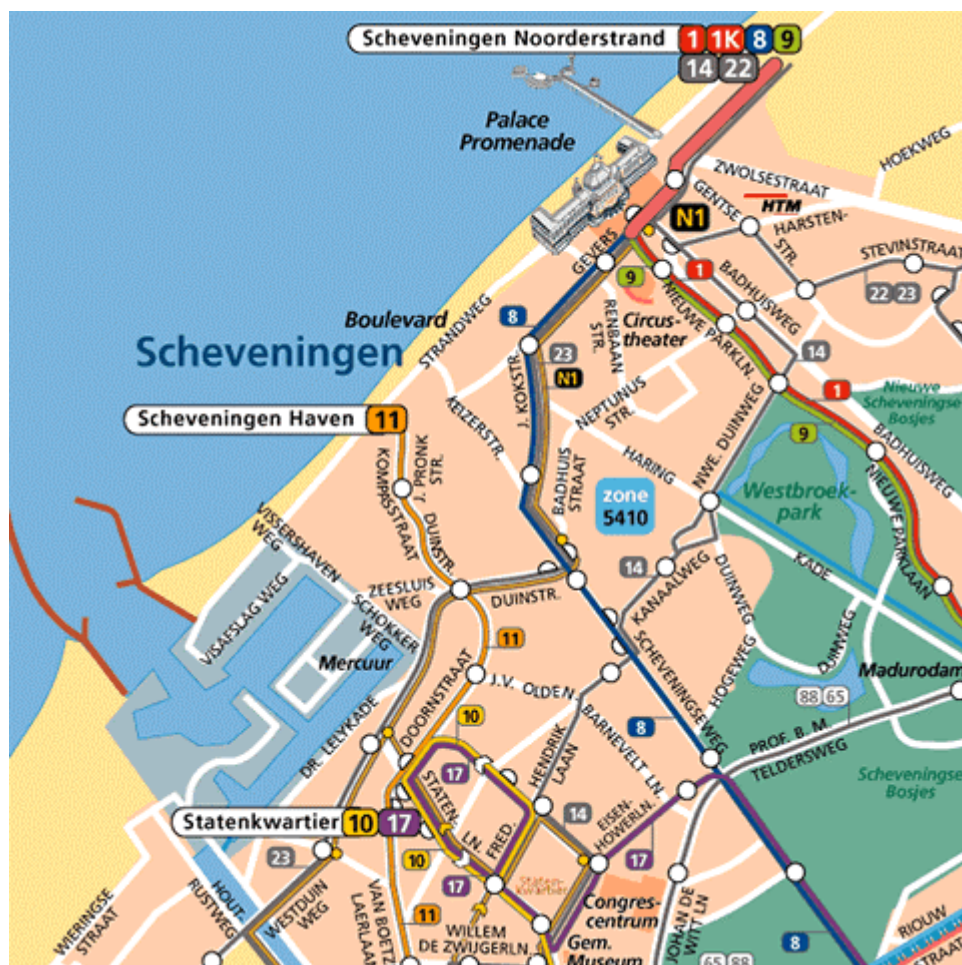 Scheveningen Noorderstrand 1 1K 8 9
14 22
Palace
Promenade
HOEKWEG
ZWOLSESTRAAT
GENTSE
HTM
HARSTEN-
STR.
N1
STEVINSTRAAT
GEVERS
9
1
22 23
BADHUISWEG
NIEUWE PARKLN.
RENBAAN
STR.
Circus-
theater
8
Boulevard
STRANDWEG
Scheveningen
23
N1
14
J. KOKSTR.
KEIZERSTR.
NEPTUNUS
STR.
1
Nieuwe
Scheveningse
Bosjes
Scheveningen Haven 11
9
BADHUISWEG
HARING
KADE
NWE. DUINWEG
J. PRONK
STR.
KOMPASSTRAAT
DUINSTR.
BADHUIS
STRAAT
zone
5410
Westbroek-
park
NIEUWE PARKLAAN
VISSERSHAVEN
WEG
VISAFSLAG WEG
SCHOKKER
WEG
ZEESLUIS
WEG
DUINSTR.
14
KANAALWEG
DUINWEG
DUINWEG
HOGEWEG
Mercuur
11
SCHEVENINGSEWEG
Madurodam
88 65
DR. LELYKADE
DOORNSTRAAT
J.V. OLDEN
BARNEVELT LN.
10
8
PROF. B. M.
TELDERSWEG
HENDRIK
LAAN
17
STATEN-
LN.
FRED.
14
EISEN-
HOWERLN.
Scheveningse
Bosjes
Statenkwartier 10 17
23
10
17
17
Staten-
kwartier
HOUT-
RUSTWEG
WESTDUIN
WEG
WIERINGSE
STRAAT
VAN BOETZ
LAERLAAN
11
WILLEM
DE ZWIJGERLN.
Congres-
centrum
Gem.
Museum
JOHAN DE
WITT LN
8
RIOUW
STRAAT
65 88